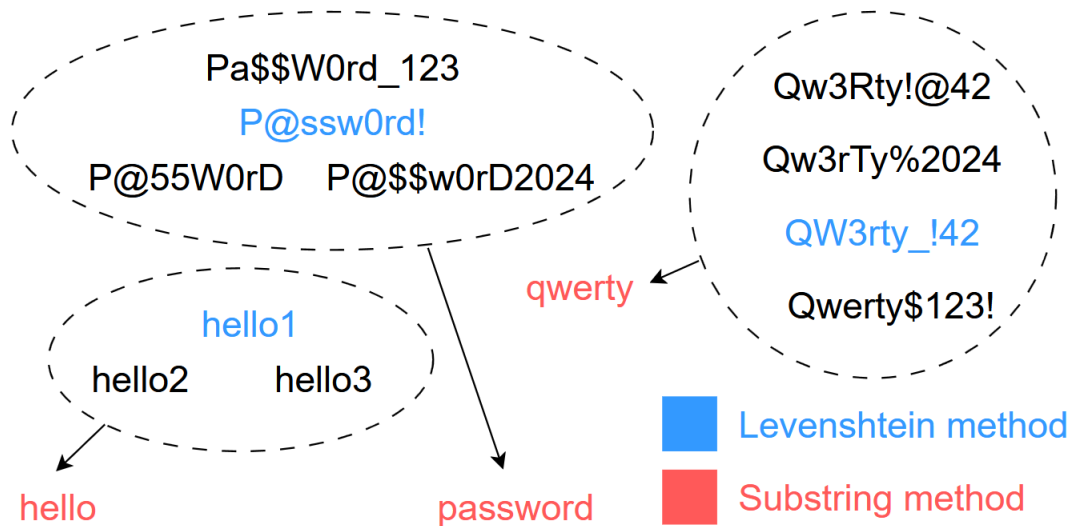 Pa$$W0rd_123
P@ssw0rd!
P@55W0rD P@$$w0rD2024
Qw3Rty!@42
Qw3rTy%2024
QW3rty_!42
Qwerty$123!
qwerty
hello1
hello2 hello3
hello
password
Levenshtein method
Substring method